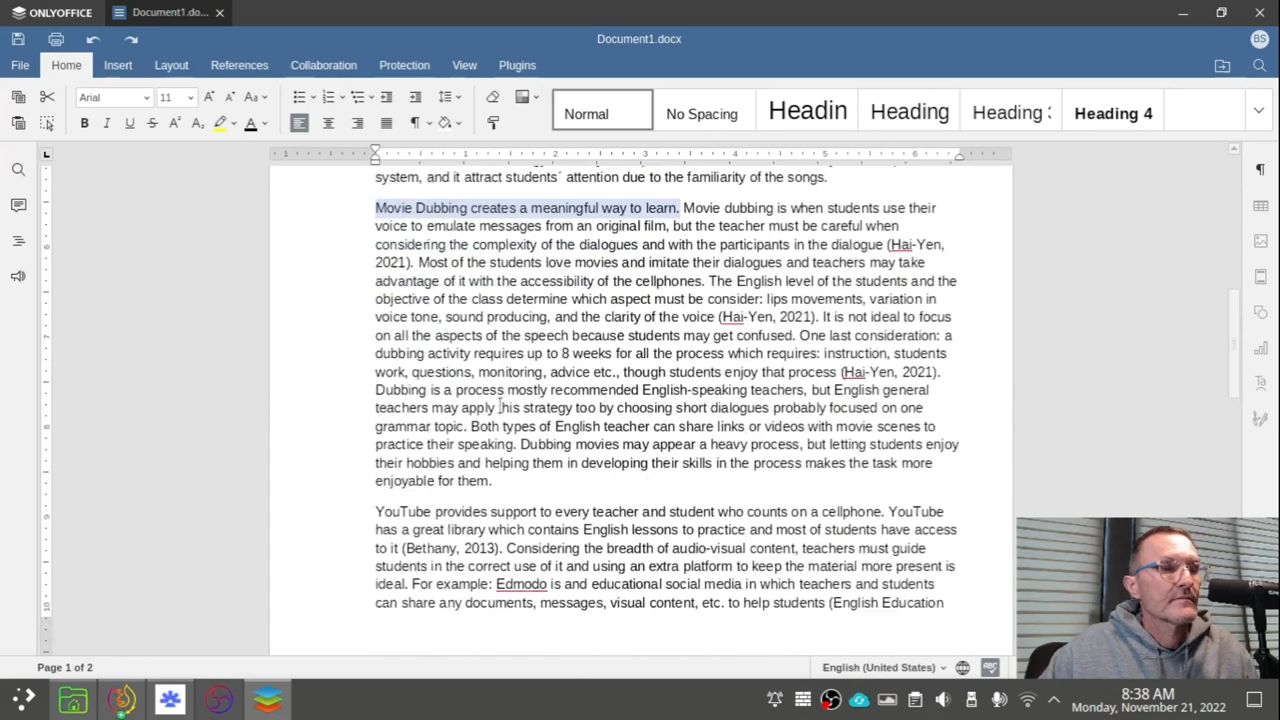 ONLYOFFICE
Document1.do...
Document1.docx
BS
File
Home
Insert
Layout
References
Collaboration
Protection
View
Plugins
Arial
11
Normal
No Spacing
Headin
Heading
Heading
Heading 4
1 1 2 3 4 5 6
system, and it attract students´ attention due to the familiarity of the songs.
Movie Dubbing creates a meaningful way to learn. Movie dubbing is when students use their
voice to emulate messages from an original film, but the teacher must be careful when
considering the complexity of the dialogues and with the participants in the dialogue (Hai-Yen,
2021). Most of the students love movies and imitate their dialogues and teachers may take
advantage of it with the accessibility of the cellphones. The English level of the students and the
objective of the class determine which aspect must be consider: lips movements, variation in
voice tone, sound producing, and the clarity of the voice (Hai-Yen, 2021). It is not ideal to focus
on all the aspects of the speech because students may get confused. One last consideration: a
dubbing activity requires up to 8 weeks for all the process which requires: instruction, students
work, questions, monitoring, advice etc., though students enjoy that process (Hai-Yen, 2021).
Dubbing is a process mostly recommended English-speaking teachers, but English general
teachers may apply this strategy too by choosing short dialogues probably focused on one
grammar topic. Both types of English teacher can share links or videos with movie scenes to
practice their speaking. Dubbing movies may appear a heavy process, but letting students enjoy
their hobbies and helping them in developing their skills in the process makes the task more
enjoyable for them.
YouTube provides support to every teacher and student who counts on a cellphone. YouTube
has a great library which contains English lessons to practice and most of students have access
to it (Bethany, 2013). Considering the breadth of audio-visual content, teachers must guide
students in the correct use of it and using an extra platform to keep the material more present is
ideal. For example: Edmodo is and educational social media in which teachers and students
can share any documents, messages, visual content, etc. to help students (English Education
Page 1 of 2
English (United States)
8:38 AM
Monday, November 21, 2022